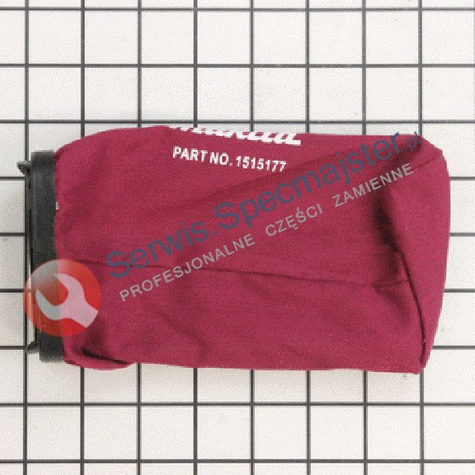 Makita
PART NO. 1515177
Serwis.Specmajster.pl
PROFESJONALNE CZĘŚCI ZAMIENNE